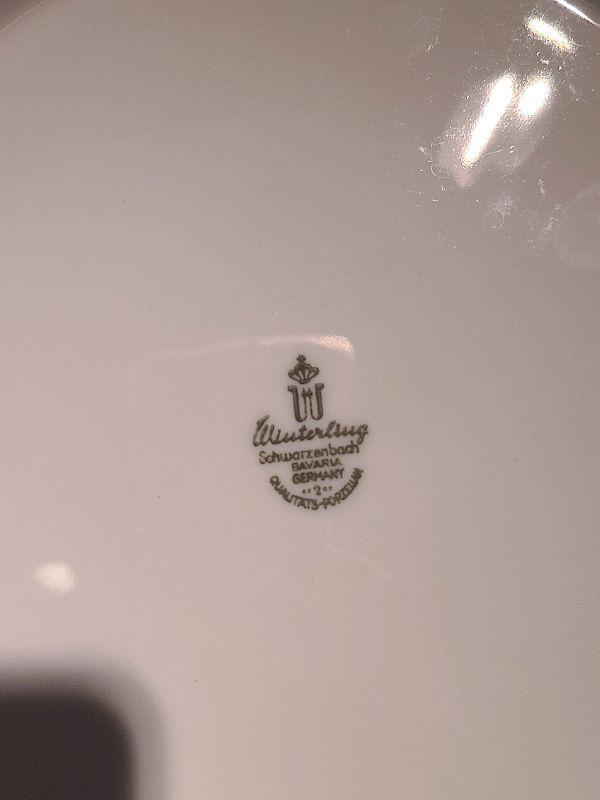 W
Winterling
Schwarzenbach
BAVARIA
GERMANY
··2··
QUALITÄTS-PORZELLAN